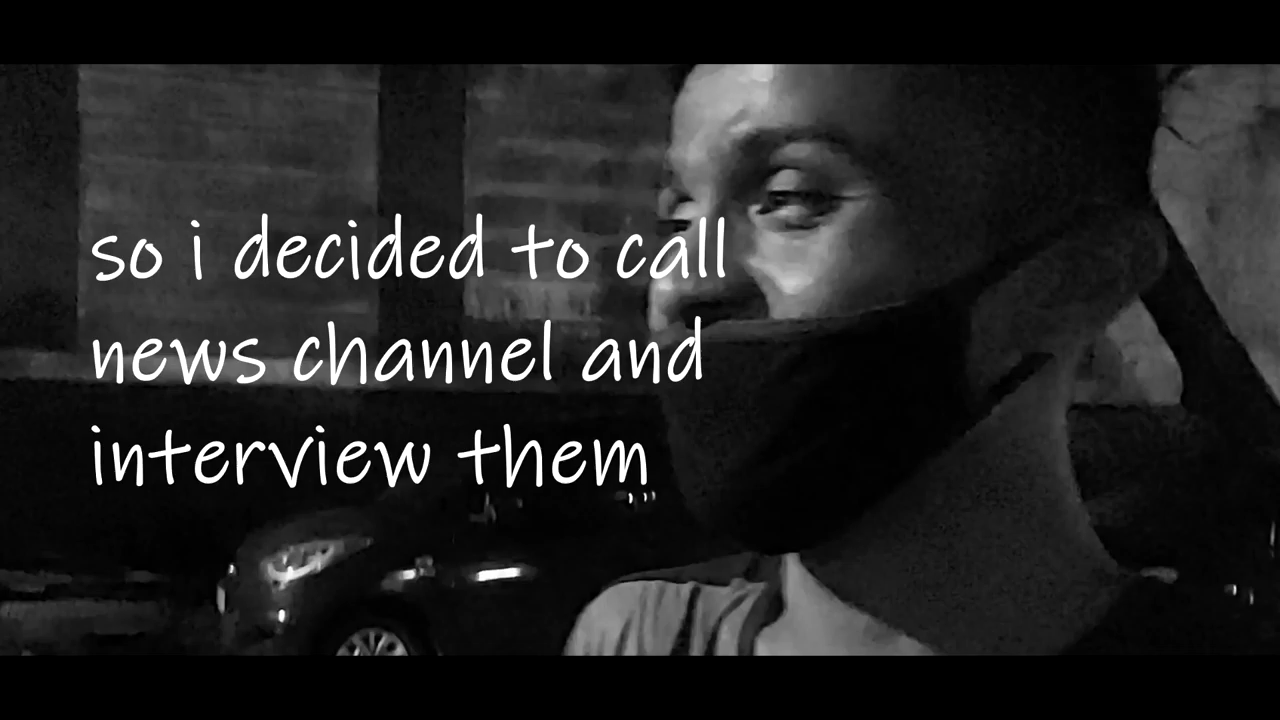 so i decided to call
news channel and
interview them